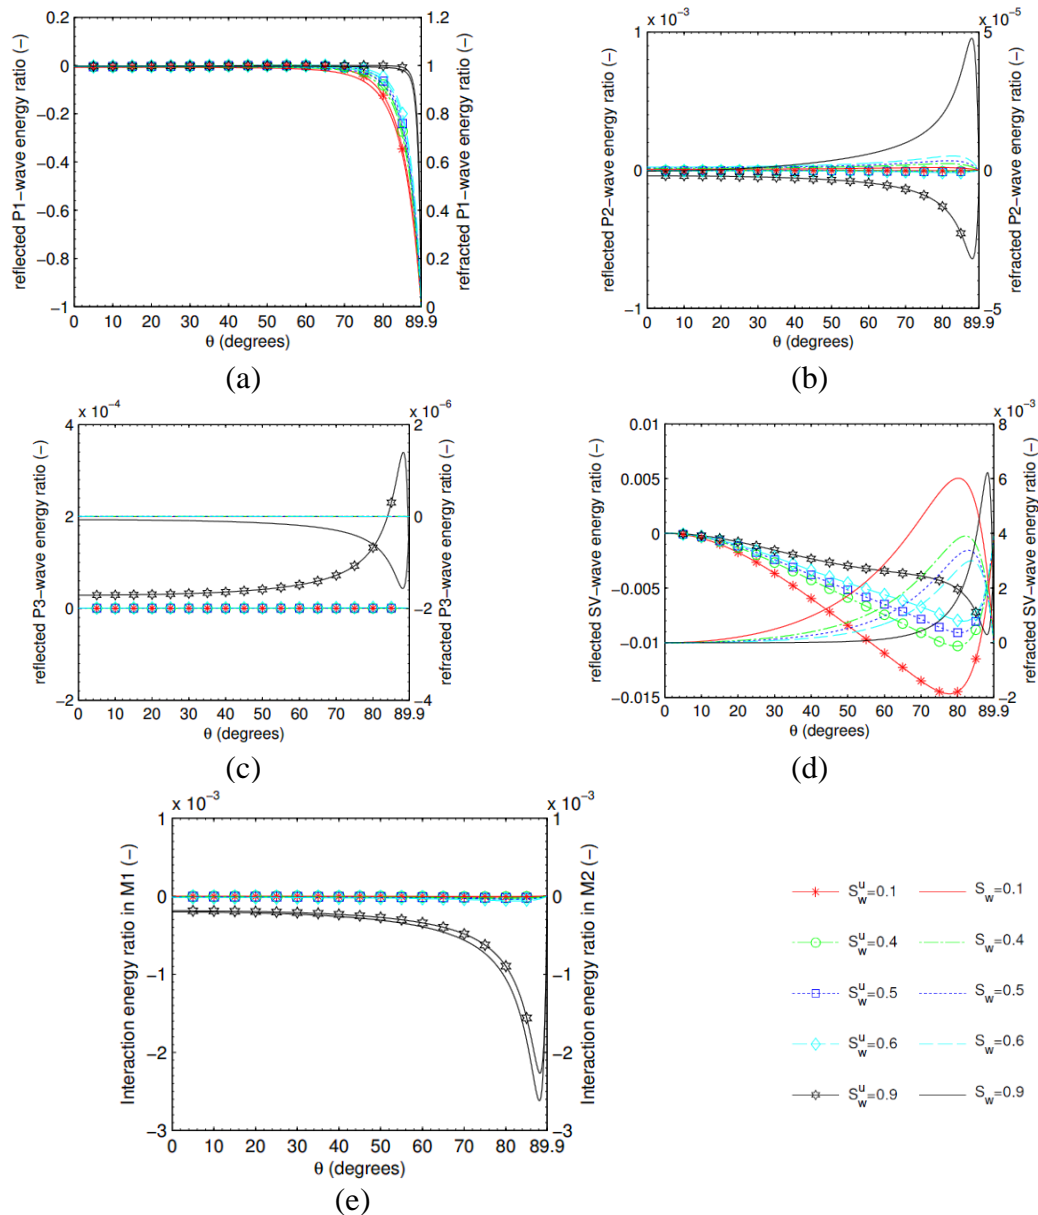 0.2
0
−0.2
−0.4
−0.6
−0.8
−1
reflected P1−wave energy ratio (−)
1.2
1
0.8
0.6
0.4
0.2
0
refracted P1−wave energy ratio (−)
0 10 20 30 40 50 60 70 80 89.9
θ (degrees)
(a)
x 10⁻³
1
0
−1
reflected P2−wave energy ratio (−)
x 10⁻⁵
5
0
−5
refracted P2−wave energy ratio (−)
0 10 20 30 40 50 60 70 80 89.9
θ (degrees)
(b)
x 10⁻⁴
4
2
0
−2
reflected P3−wave energy ratio (−)
x 10⁻⁶
2
0
−2
−4
refracted P3−wave energy ratio (−)
0 10 20 30 40 50 60 70 80 89.9
θ (degrees)
(c)
0.01
0.005
0
−0.005
−0.01
−0.015
reflected SV−wave energy ratio (−)
x 10⁻³
8
6
4
2
0
−2
refracted SV−wave energy ratio (−)
0 10 20 30 40 50 60 70 80 89.9
θ (degrees)
(d)
x 10⁻³
1
0
−1
−2
−3
Interaction energy ratio in M1 (−)
x 10⁻³
1
0
−1
−2
−3
Interaction energy ratio in M2 (−)
0 10 20 30 40 50 60 70 80 89.9
θ (degrees)
(e)
S_w^u=0.1 S_w=0.1
S_w^u=0.4 S_w=0.4
S_w^u=0.5 S_w=0.5
S_w^u=0.6 S_w=0.6
S_w^u=0.9 S_w=0.9